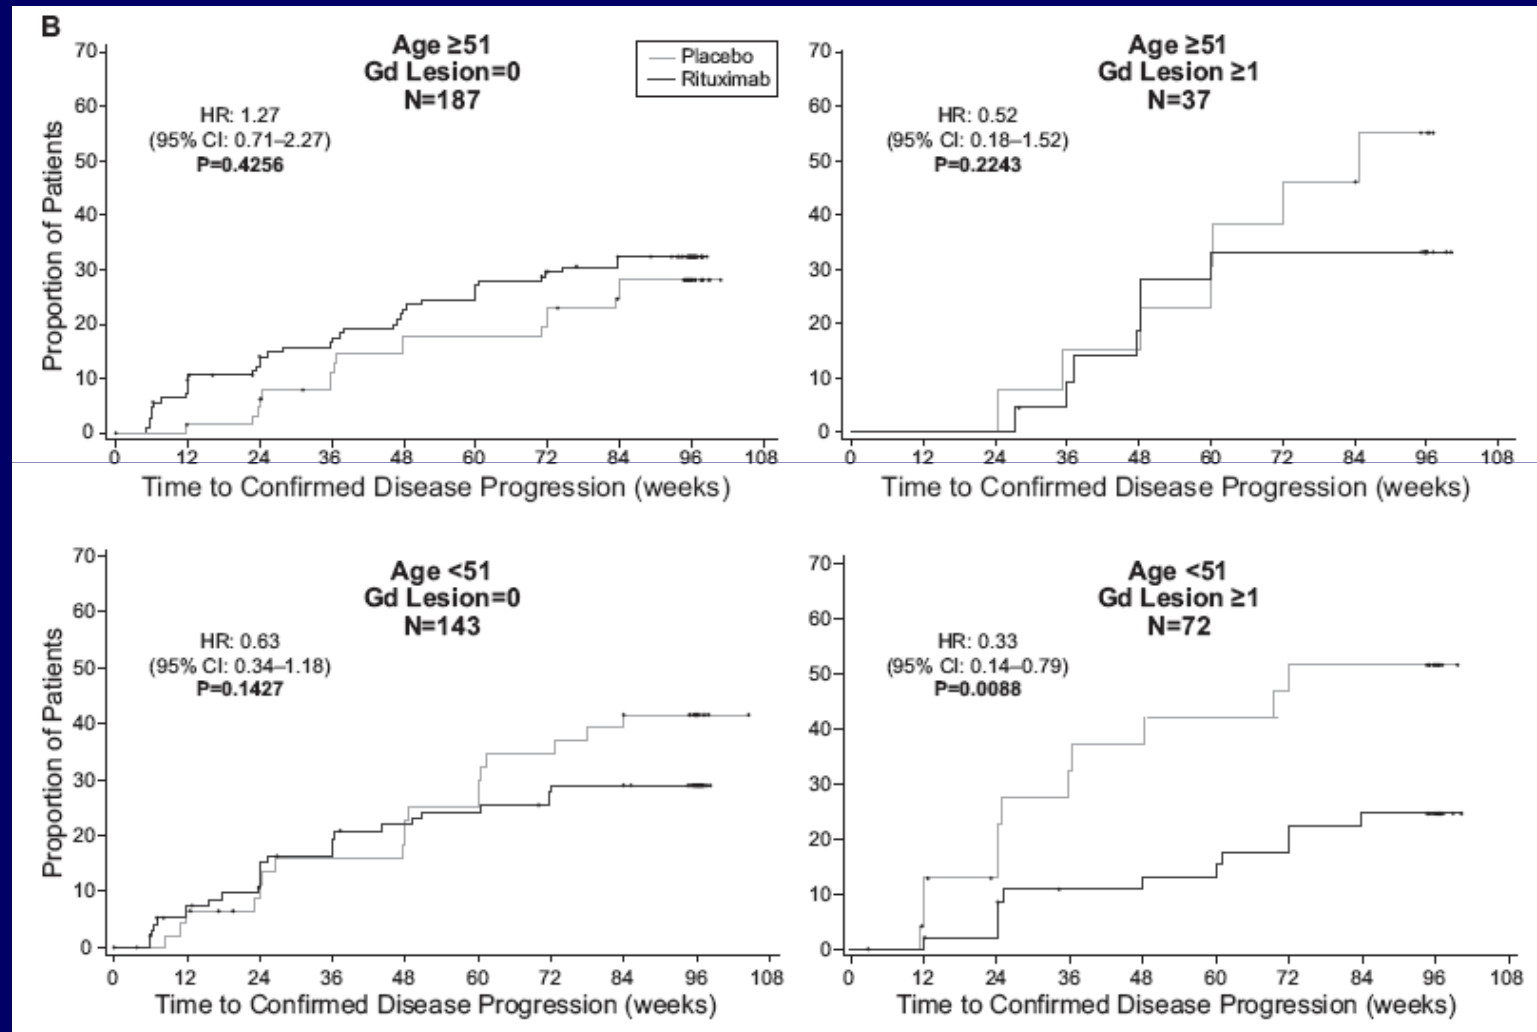 B
Age ≥51
Gd Lesion=0
N=187
Placebo
Rituximab
HR: 1.27
(95% CI: 0.71–2.27)
P=0.4256
Proportion of Patients
70
60
50
40
30
20
10
0
0 12 24 36 48 60 72 84 96 108
Time to Confirmed Disease Progression (weeks)
Age ≥51
Gd Lesion ≥1
N=37
HR: 0.52
(95% CI: 0.18–1.52)
P=0.2243
70
60
50
40
30
20
10
0
0 12 24 36 48 60 72 84 96 108
Time to Confirmed Disease Progression (weeks)
Age <51
Gd Lesion=0
N=143
HR: 0.63
(95% CI: 0.34–1.18)
P=0.1427
Proportion of Patients
70
60
50
40
30
20
10
0
0 12 24 36 48 60 72 84 96 108
Time to Confirmed Disease Progression (weeks)
Age <51
Gd Lesion ≥1
N=72
HR: 0.33
(95% CI: 0.14–0.79)
P=0.0088
70
60
50
40
30
20
10
0
0 12 24 36 48 60 72 84 96 108
Time to Confirmed Disease Progression (weeks)